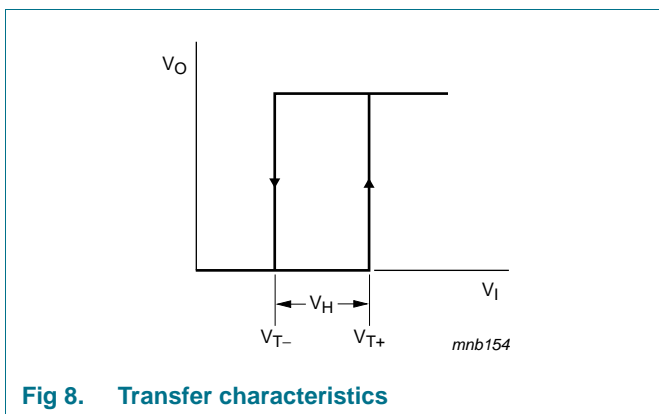 VO
VI
VH
VT−
VT+
mnb154
Fig 8. Transfer characteristics